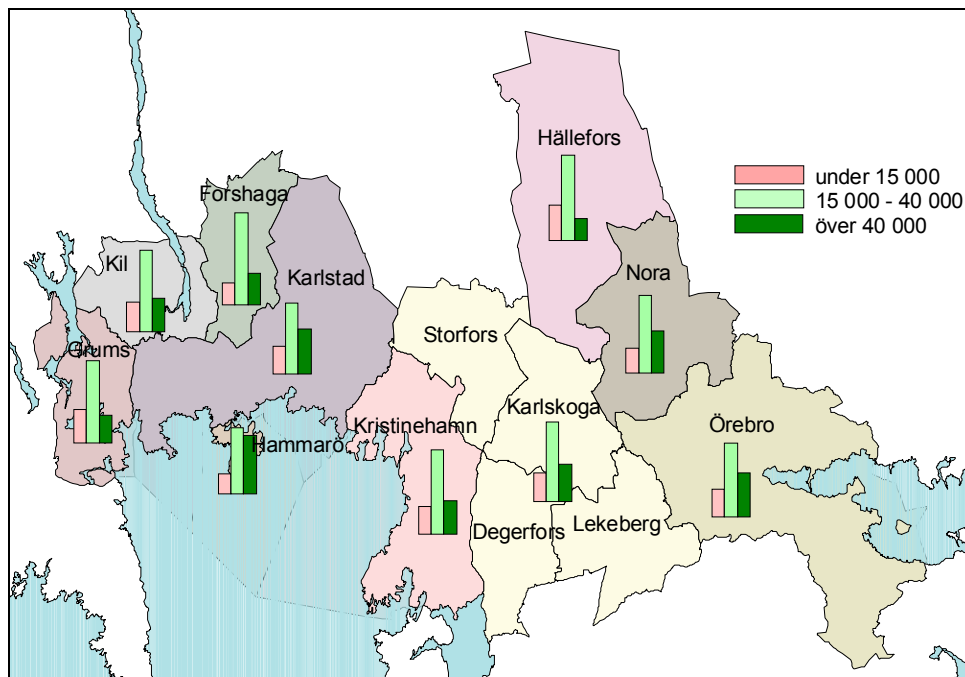 Hällefors
under 15 000
15 000 - 40 000
över 40 000
Forshaga
Kil
Karlstad
Nora
Storfors
Grums
Karlskoga
Kristinehamn
Örebro
Hammarö
Degerfors
Lekeberg